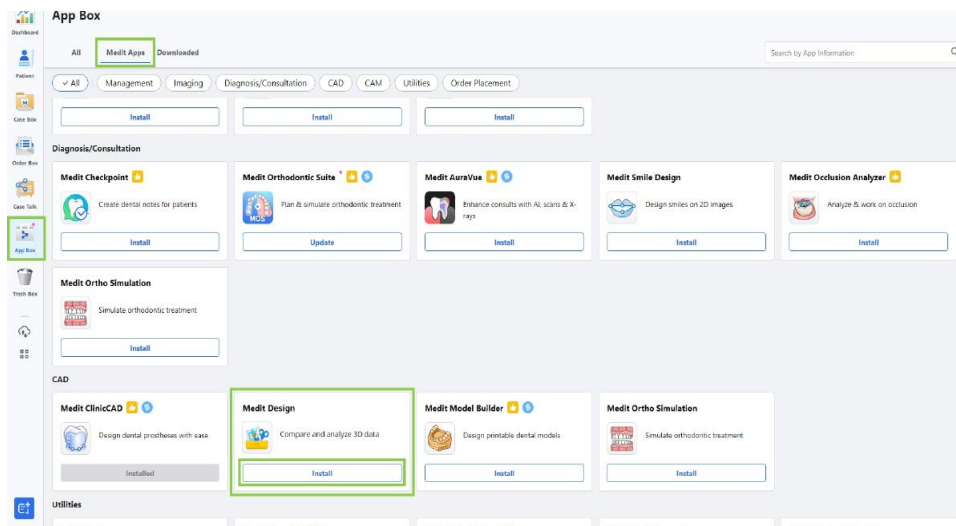 App Box
Dashboard
Patient
Case Box
Order Box
Case Talk
App Box
Trash Box
All
Medit Apps
Downloaded
Search by App Information
All
Management
Imaging
Diagnosis/Consultation
CAD
CAM
Utilities
Order Placement
Install
Install
Install
Diagnosis/Consultation
Medit Checkpoint
Create dental notes for patients
Install
Medit Orthodontic Suite
MOS
Plan & simulate orthodontic treatment
Update
Medit AuraVue
Enhance consults with AI, scans & X-
rays
Install
Medit Smile Design
Design smiles on 2D images
Install
Medit Occlusion Analyzer
Analyze & work on occlusion
Install
Medit Ortho Simulation
Simulate orthodontic treatment
Install
CAD
Medit ClinicCAD
Design dental prostheses with ease
Installed
Medit Design
Compare and analyze 3D data
Install
Medit Model Builder
Design printable dental models
Install
Medit Ortho Simulation
Simulate orthodontic treatment
Install
Utilities